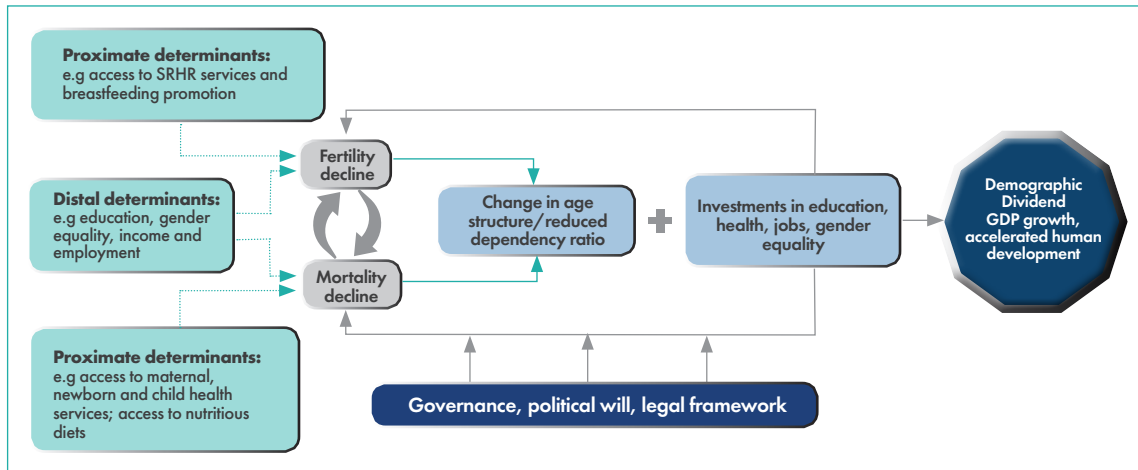 Proximate determinants:
e.g access to SRHR services and
breastfeeding promotion
Fertility
decline
Distal determinants:
e.g education, gender
equality, income and
employment
Change in age
structure/reduced
dependency ratio
Investments in education,
health, jobs, gender
equality
Demographic
Dividend
GDP growth,
accelerated human
development
Mortality
decline
Proximate determinants:
e.g access to maternal,
newborn and child health
services; access to nutritious
diets
Governance, political will, legal framework